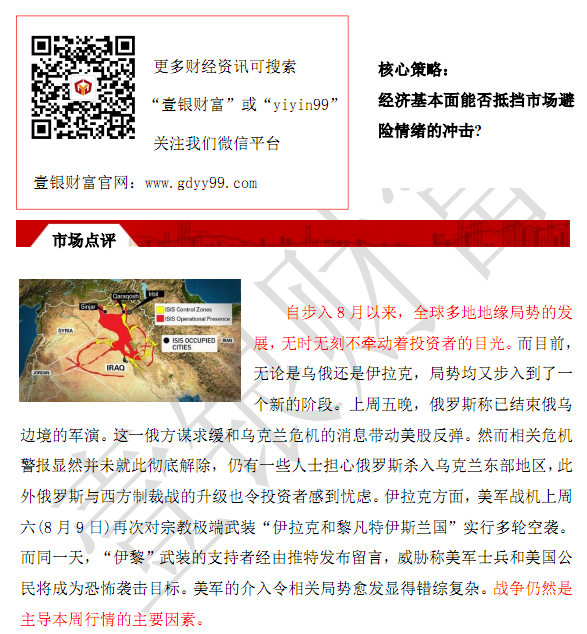 更多财经资讯可搜索
“壹银财富”或“yiyin99”
关注我们微信平台
壹银财富官网：www.gdyy99.com
核心策略：
经济基本面能否抵挡市场避
险情绪的冲击?
市场点评
Sinjar
Qaraqosh
Irbil
ISIS Control Zones
ISIS Operational Presence
ISIS OCCUPIED
CITIES
SYRIA
IRAN
IRAQ
JORDAN
自步入 8 月以来，全球多地地缘局势的发
展，无时无刻不牵动着投资者的目光。而目前，
无论是乌俄还是伊拉克，局势均又步入到了一
个新的阶段。上周五晚，俄罗斯称已结束俄乌
边境的军演。这一俄方谋求缓和乌克兰危机的消息带动美股反弹。然而相关危机
警报显然并未就此彻底解除，仍有一些人士担心俄罗斯杀入乌克兰东部地区，此
外俄罗斯与西方制裁战的升级也令投资者感到忧虑。伊拉克方面，美军战机上周
六(8 月 9 日)再次对宗教极端武装“伊拉克和黎凡特伊斯兰国”实行多轮空袭。
而同一天，“伊黎”武装的支持者经由推特发布留言，威胁称美军士兵和美国公
民将成为恐怖袭击目标。美军的介入令相关局势愈发显得错综复杂。战争仍然是
主导本周行情的主要因素。
壹银财富